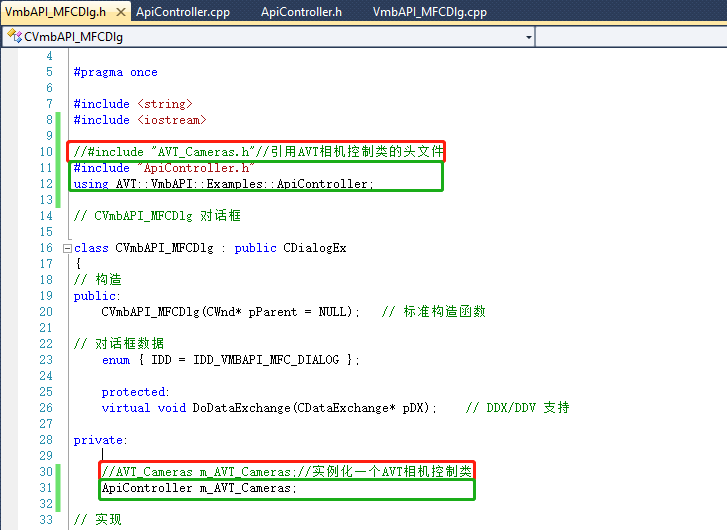 VmbAPI_MFCDlg.h ApiController.cpp ApiController.h VmbAPI_MFCDlg.cpp
CVmbAPI_MFCDlg
4
5 #pragma once
6
7 #include <string>
8 #include <iostream>
9
10 //#include "AVT_Cameras.h"//引用AVT相机控制类的头文件
11 #include "ApiController.h"
12 using AVT::VmbAPI::Examples::ApiController;
13
14 // CVmbAPI_MFCDlg 对话框
15
16 class CVmbAPI_MFCDlg : public CDialogEx
17 {
18 // 构造
19 public:
20 CVmbAPI_MFCDlg(CWnd* pParent = NULL); // 标准构造函数
21
22 // 对话框数据
23 enum { IDD = IDD_VMBAPI_MFC_DIALOG };
24
25 protected:
26 virtual void DoDataExchange(CDataExchange* pDX); // DDX/DDV 支持
27
28 private:
29
30 //AVT_Cameras m_AVT_Cameras;//实例化一个AVT相机控制类
31 ApiController m_AVT_Cameras;
32
33 // 实现